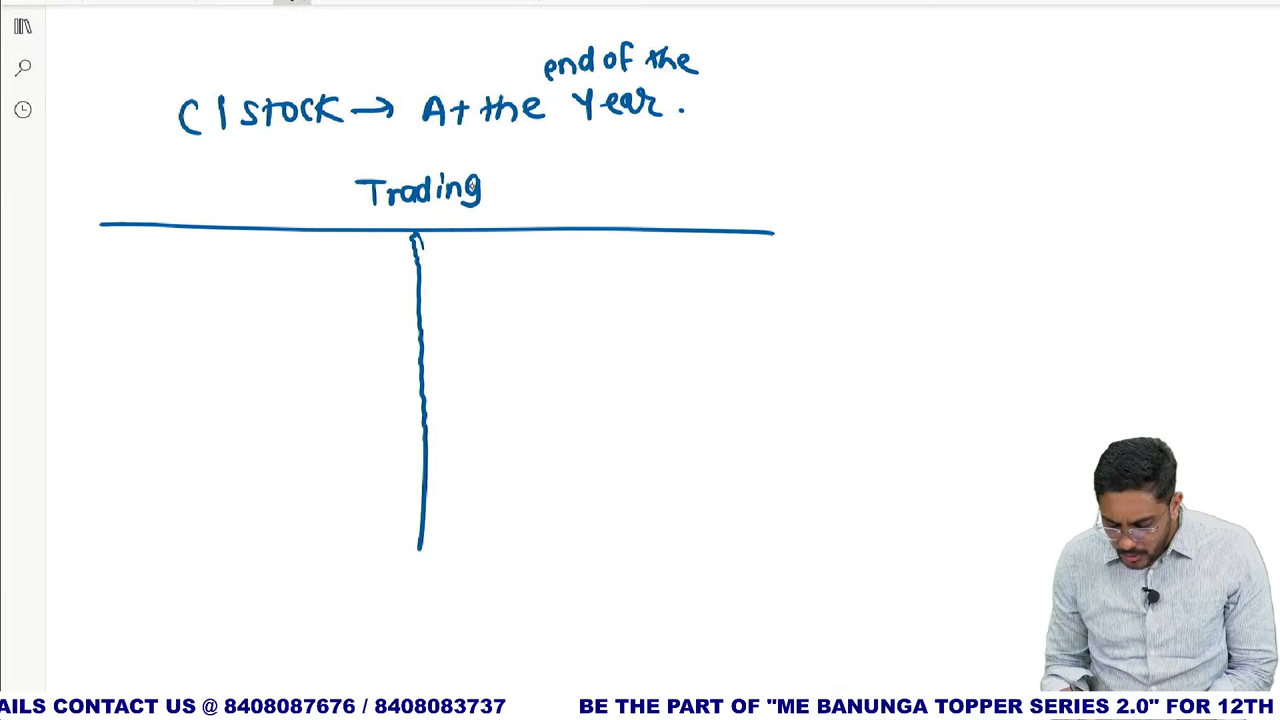 end of the
Cl stock → At the Year.
Trading
AILS CONTACT US @ 8408087676 / 8408083737 BE THE PART OF "ME BANUNGA TOPPER SERIES 2.0" FOR 12TH